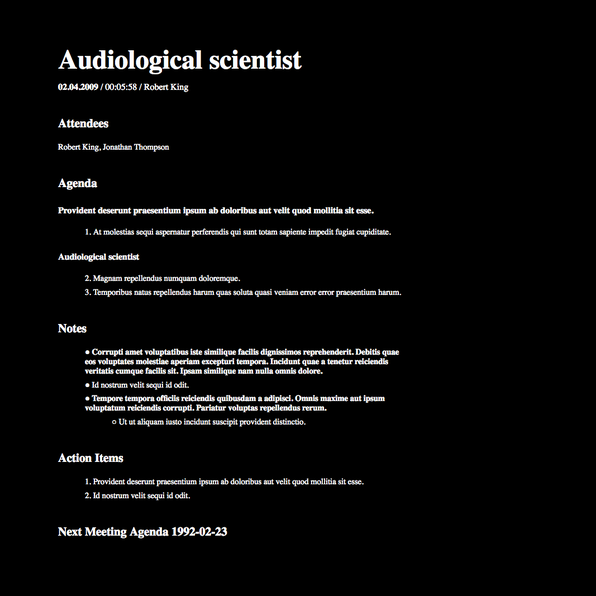 Audiological scientist
02.04.2009 / 00:05:58 / Robert King
Attendees
Robert King, Jonathan Thompson
Agenda
Provident deserunt praesentium ipsum ab doloribus aut velit quod mollitia sit esse.
1. At molestias sequi aspernatur perferendis qui sunt totam sapiente impedit fugiat cupiditate.
Audiological scientist
2. Magnam repellendus numquam doloremque.
3. Temporibus natus repellendus harum quas soluta quasi veniam error error praesentium harum.
Notes
● Corrupti amet voluptatibus iste similique facilis dignissimos reprehenderit. Debitis quae
eos voluptates molestiae aperiam excepturi tempora. Incidunt quae a tenetur reiciendis
veritatis cumque facilis sit. Ipsam similique nam nulla omnis dolore.
● Id nostrum velit sequi id odit.
● Tempore tempora officiis reiciendis quibusdam a adipisci. Omnis maxime aut ipsum
voluptatum reiciendis corrupti. Pariatur voluptas repellendus rerum.
○ Ut ut aliquam iusto incidunt suscipit provident distinctio.
Action Items
1. Provident deserunt praesentium ipsum ab doloribus aut velit quod mollitia sit esse.
2. Id nostrum velit sequi id odit.
Next Meeting Agenda 1992-02-23